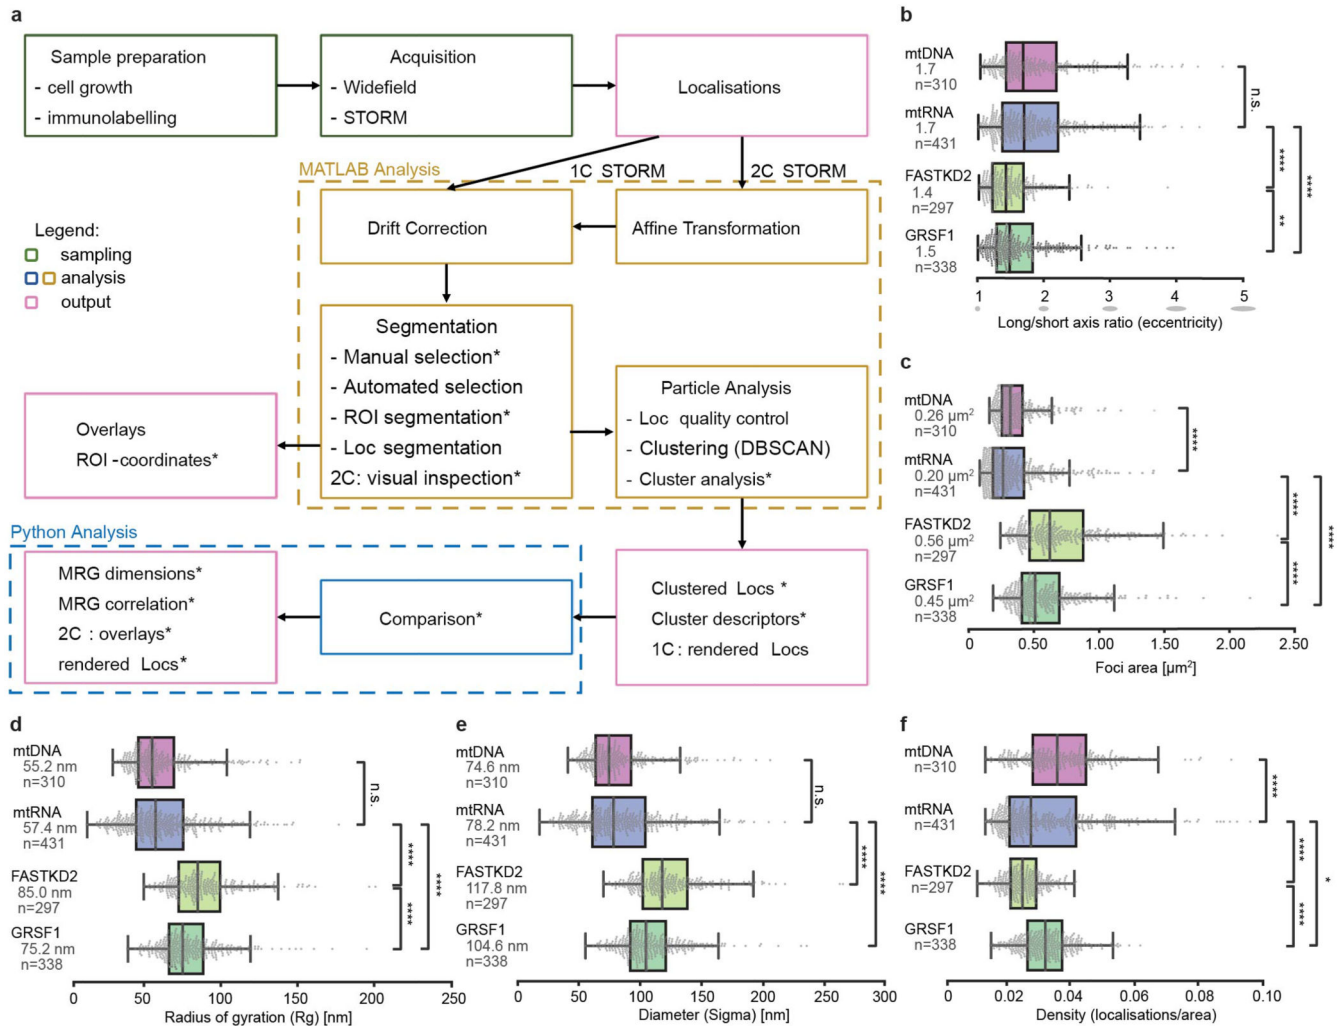 a
Sample preparation
- cell growth
- immunolabelling
Acquisition
- Widefield
- STORM
Localisations
MATLAB Analysis
1C STORM
2C STORM
Drift Correction
Affine Transformation
Legend:
sampling
analysis
output
Segmentation
- Manual selection*
- Automated selection
- ROI segmentation*
- Loc segmentation
2C: visual inspection*
Particle Analysis
- Loc quality control
- Clustering (DBSCAN)
- Cluster analysis*
Overlays
ROI -coordinates*
Python Analysis
MRG dimensions*
MRG correlation*
2C : overlays*
rendered Locs*
Comparison*
Clustered Locs *
Cluster descriptors*
1C : rendered Locs
b
mtDNA
1.7
n=310
mtRNA
1.7
n=431
FASTKD2
1.4
n=297
GRSF1
1.5
n=338
n.s.
****
**
****
1 2 3 4 5
Long/short axis ratio (eccentricity)
c
mtDNA
0.26 µm²
n=310
mtRNA
0.20 µm²
n=431
FASTKD2
0.56 µm²
n=297
GRSF1
0.45 µm²
n=338
****
****
****
****
0 0.50 1.00 1.50 2.00 2.50
Foci area [µm²]
d
mtDNA
55.2 nm
n=310
mtRNA
57.4 nm
n=431
FASTKD2
85.0 nm
n=297
GRSF1
75.2 nm
n=338
n.s.
****
****
****
0 50 100 150 200 250
Radius of gyration (Rg) [nm]
e
mtDNA
74.6 nm
n=310
mtRNA
78.2 nm
n=431
FASTKD2
117.8 nm
n=297
GRSF1
104.6 nm
n=338
n.s.
****
****
0 50 100 150 200 250 300
Diameter (Sigma) [nm]
f
mtDNA
n=310
mtRNA
n=431
FASTKD2
n=297
GRSF1
n=338
****
****
****
*
0 0.02 0.04 0.06 0.08 0.10
Density (localisations/area)